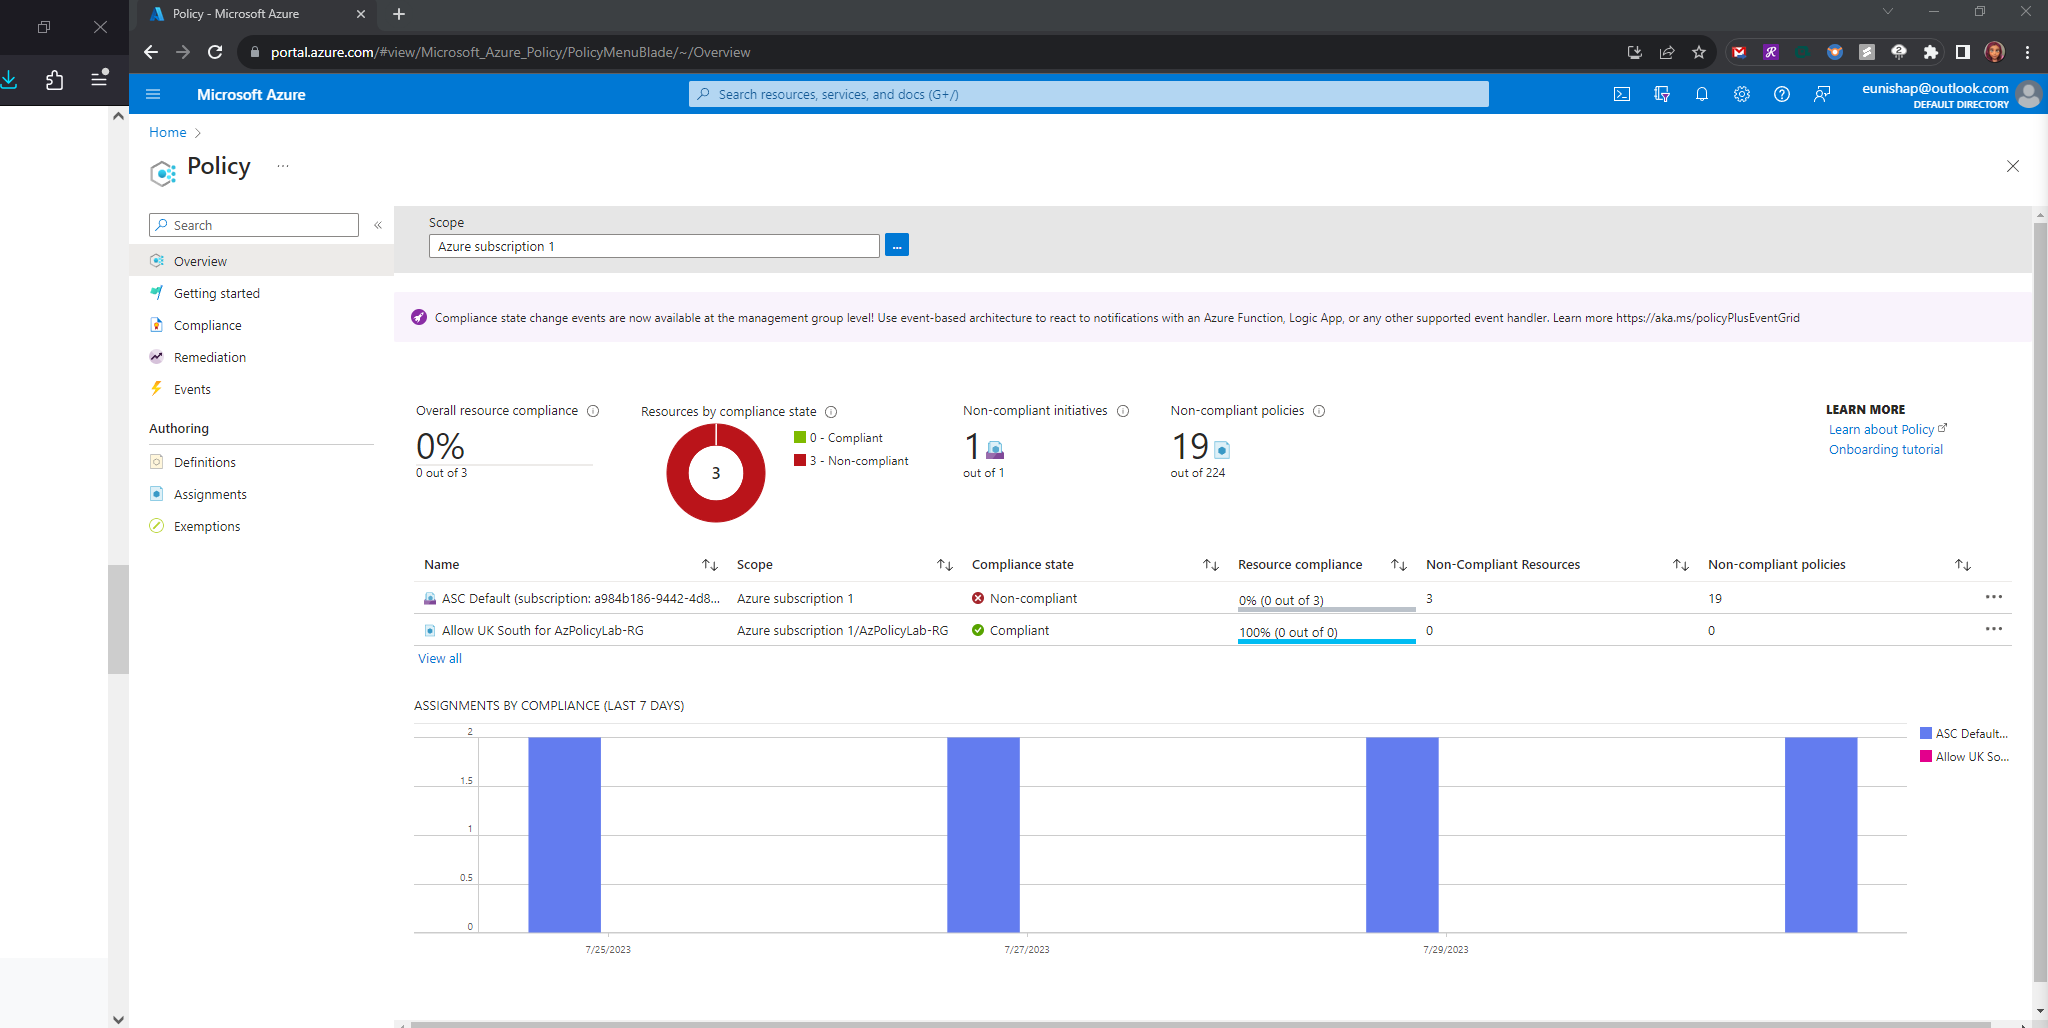 Policy - Microsoft Azure
portal.azure.com/#view/Microsoft_Azure_Policy/PolicyMenuBlade/~/Overview
Microsoft Azure
Search resources, services, and docs (G+/)
eunishap@outlook.com
DEFAULT DIRECTORY
Home
Policy
...
Search
«
Overview
Getting started
Compliance
Remediation
Events
Authoring
Definitions
Assignments
Exemptions
Scope
Azure subscription 1
...
Compliance state change events are now available at the management group level! Use event-based architecture to react to notifications with an Azure Function, Logic App, or any other supported event handler. Learn more https://aka.ms/policyPlusEventGrid
Overall resource compliance
0%
0 out of 3
Resources by compliance state
3
0 - Compliant
3 - Non-compliant
Non-compliant initiatives
1
out of 1
Non-compliant policies
19
out of 224
LEARN MORE
Learn about Policy
Onboarding tutorial
Name Scope Compliance state Resource compliance Non-Compliant Resources Non-compliant policies
ASC Default (subscription: a984b186-9442-4d8... Azure subscription 1 Non-compliant 0% (0 out of 3) 3 19 ...
Allow UK South for AzPolicyLab-RG Azure subscription 1/AzPolicyLab-RG Compliant 100% (0 out of 0) 0 0 ...
View all
ASSIGNMENTS BY COMPLIANCE (LAST 7 DAYS)
2
1.5
1
0.5
0
7/25/2023 7/27/2023 7/29/2023
ASC Default...
Allow UK So...